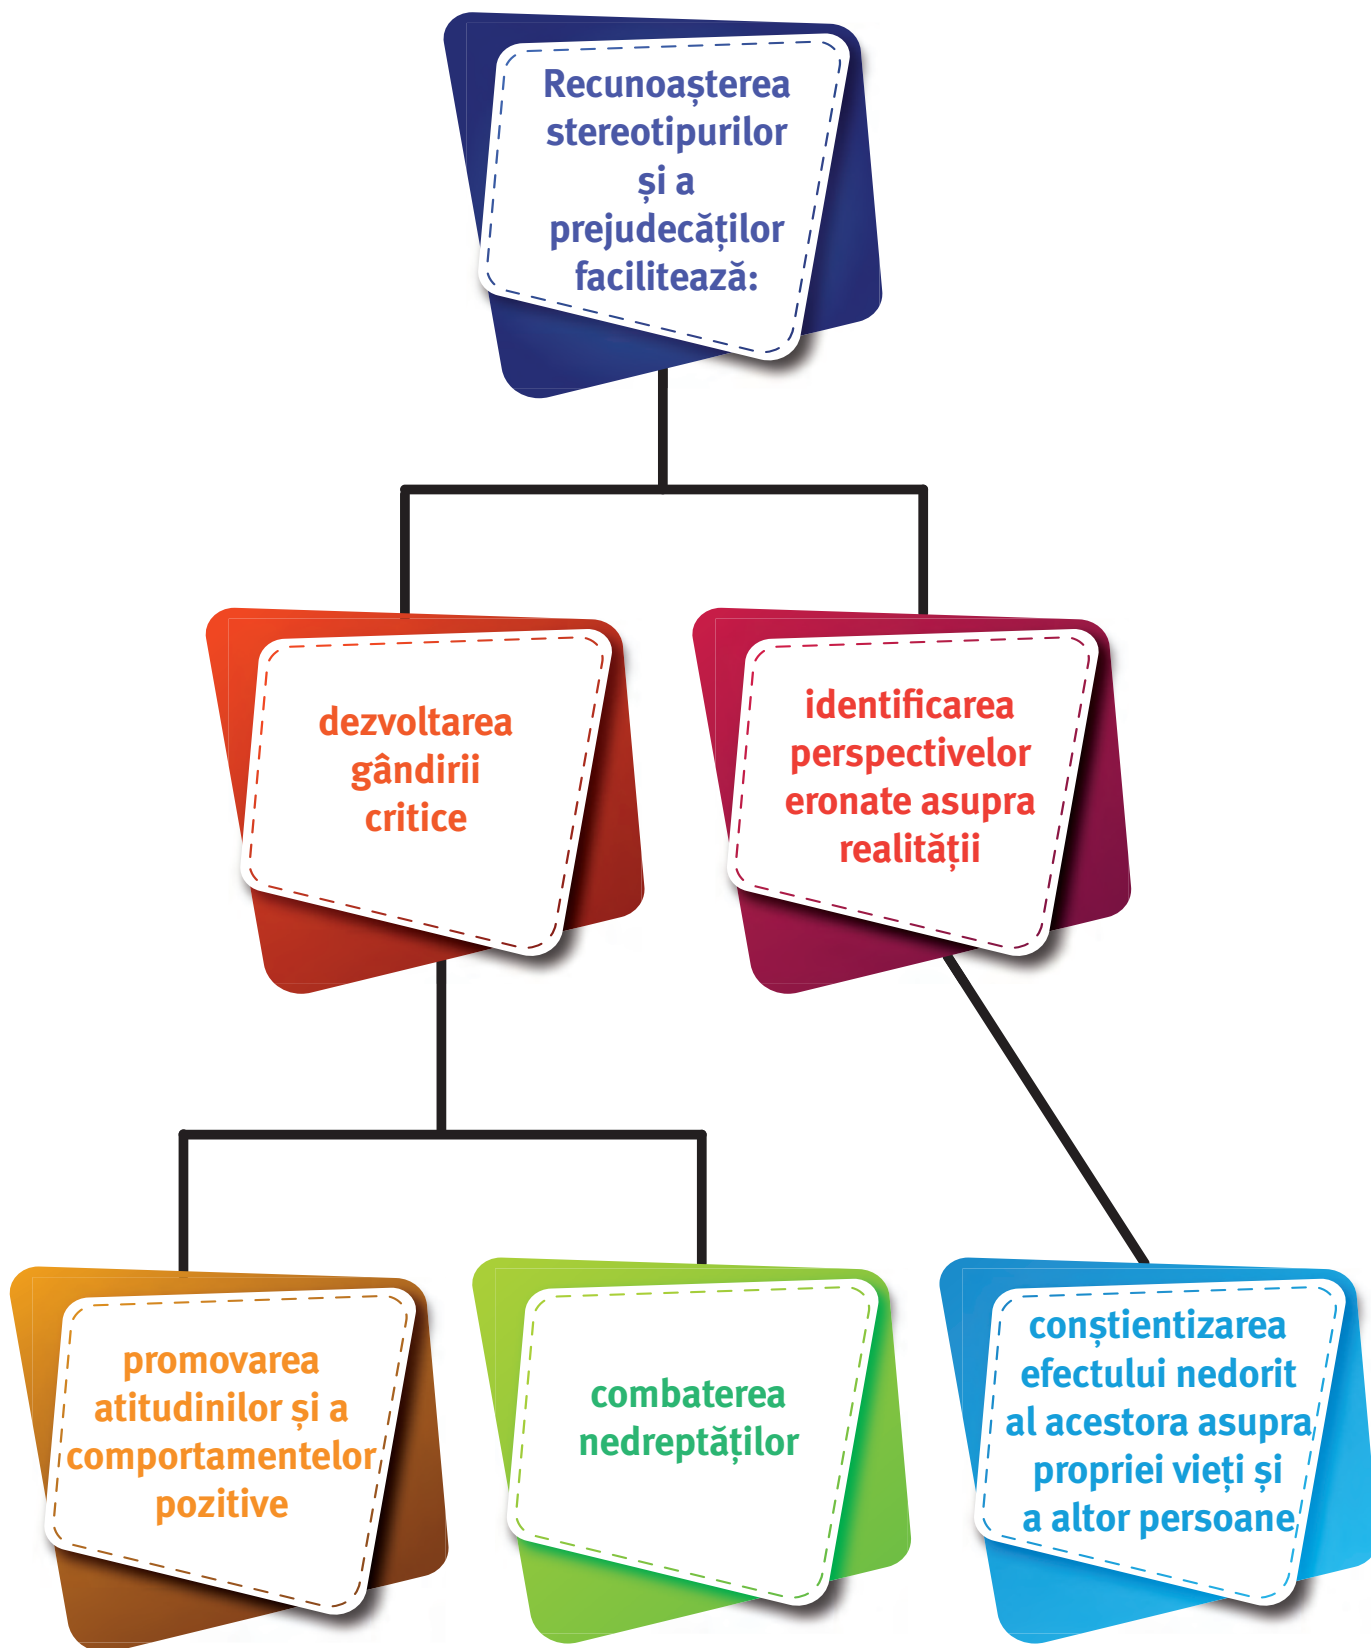 Recunoașterea
stereotipurilor
și a
prejudecăților
facilitează:
dezvoltarea
gândirii
critice
identificarea
perspectivelor
eronate asupra
realității
promovarea
atitudinilor și a
comportamentelor
pozitive
combaterea
nedreptăților
conștientizarea
efectului nedorit
al acestora asupra
propriei vieți și
a altor persoane